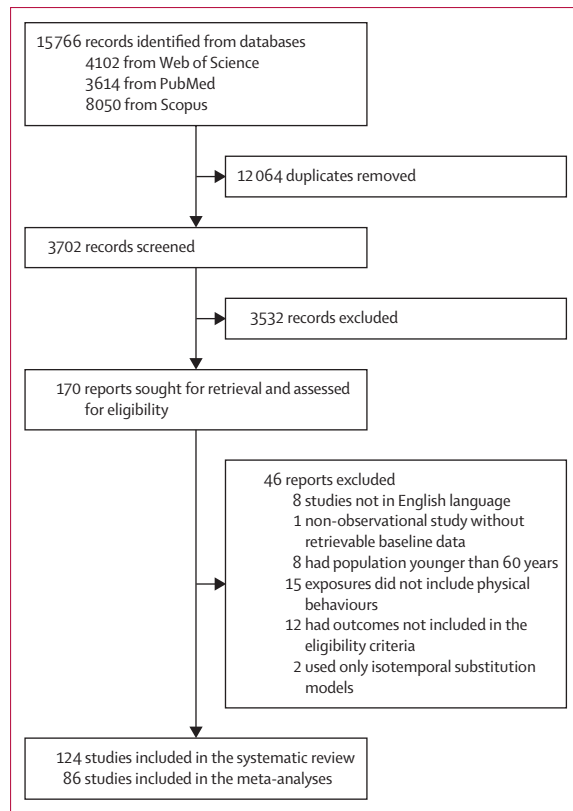 15766 records identified from databases
4102 from Web of Science
3614 from PubMed
8050 from Scopus
12 064 duplicates removed
3702 records screened
3532 records excluded
170 reports sought for retrieval and assessed
for eligibility
46 reports excluded
8 studies not in English language
1 non-observational study without
retrievable baseline data
8 had population younger than 60 years
15 exposures did not include physical
behaviours
12 had outcomes not included in the
eligibility criteria
2 used only isotemporal substitution
models
124 studies included in the systematic review
86 studies included in the meta-analyses